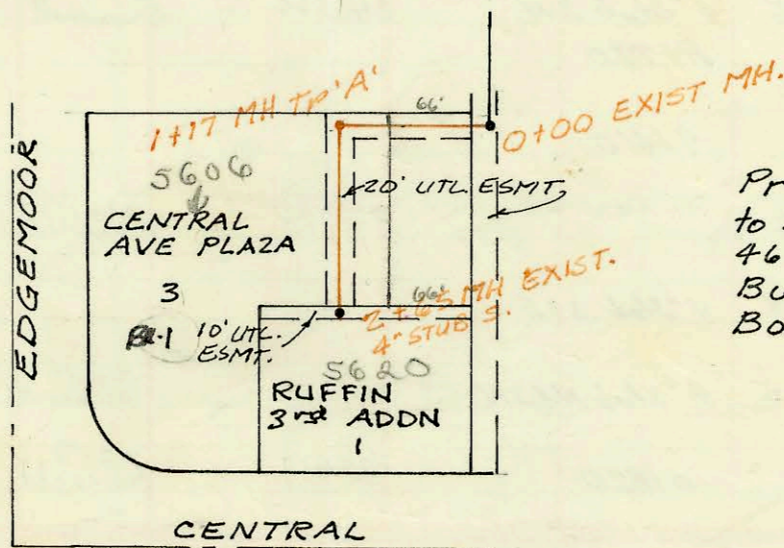 1+17 MH TP 'A'
66'
0+00 EXIST MH.
5606
20' UTL ESMT.
EDGEMOOR
CENTRAL
AVE PLAZA
3
Bl.1
10' UTL.
ESMT.
66'
2+65 MH EXIST.
4" STUB S.
5620
RUFFIN
3rd ADDN
1
Pr
to
46
Bu
Bo
CENTRAL